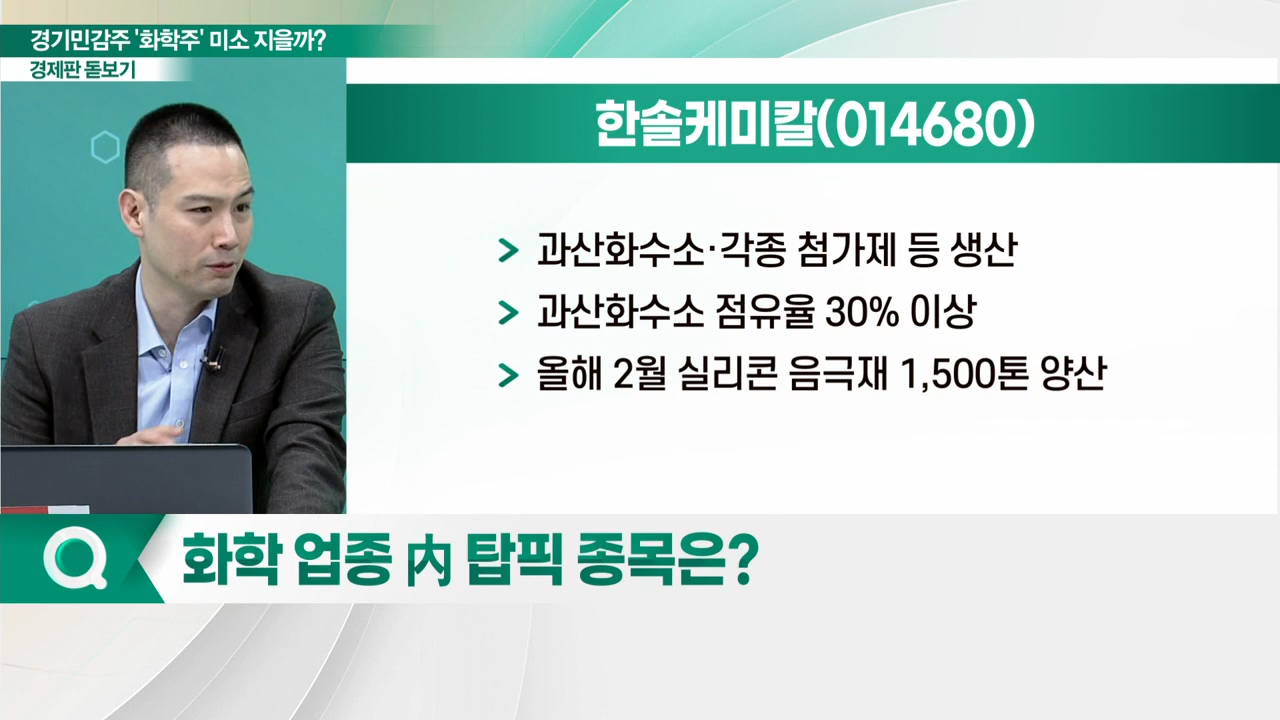 경기민감주 '화학주' 미소 지을까?
경제판 돋보기
한솔케미칼(014680)
> 과산화수소·각종 첨가제 등 생산
> 과산화수소 점유율 30% 이상
> 올해 2월 실리콘 음극재 1,500톤 양산
Q 화학 업종 內 탑픽 종목은?